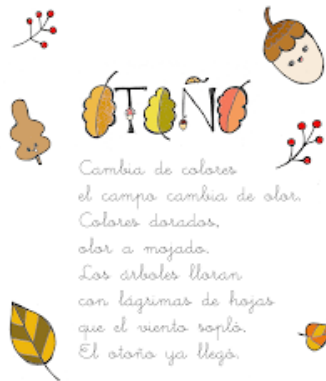 OTOÑO
Cambia de colores
el campo cambia de olor.
Colores dorados,
olor a mojado.
Los árboles lloran
con lágrimas de hojas
que el viento sopló.
El otoño ya llegó.